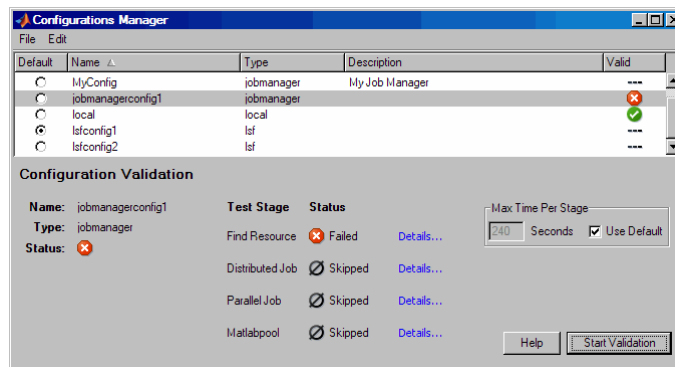 Configurations Manager
File Edit
Default Name Type Description Valid
MyConfig jobmanager My Job Manager ---
jobmanagerconfig1 jobmanager
local local
lsfconfig1 lsf ---
lsfconfig2 lsf ---
Configuration Validation
Name: jobmanagerconfig1
Type: jobmanager
Status:
Test Stage Status
Find Resource Failed Details...
Distributed Job Skipped Details...
Parallel Job Skipped Details...
Matlabpool Skipped Details...
Max Time Per Stage
240 Seconds Use Default
Help Start Validation